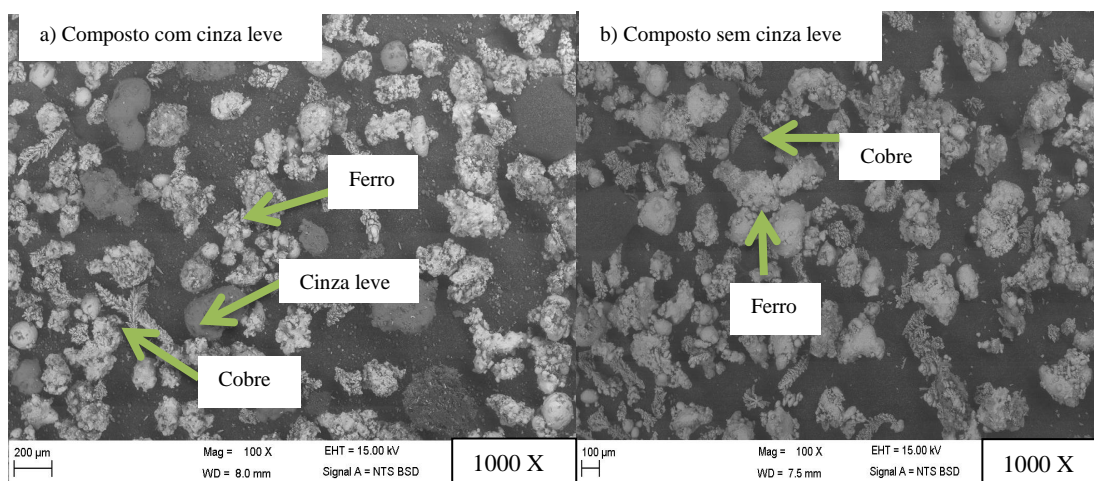 a) Composto com cinza leve
Ferro
Cinza leve
Cobre
200 µm
Mag = 100 X
WD = 8.0 mm
EHT = 15.00 kV
Signal A = NTS BSD
1000 X
b) Composto sem cinza leve
Cobre
Ferro
100 µm
Mag = 100 X
WD = 7.5 mm
EHT = 15.00 kV
Signal A = NTS BSD
1000 X